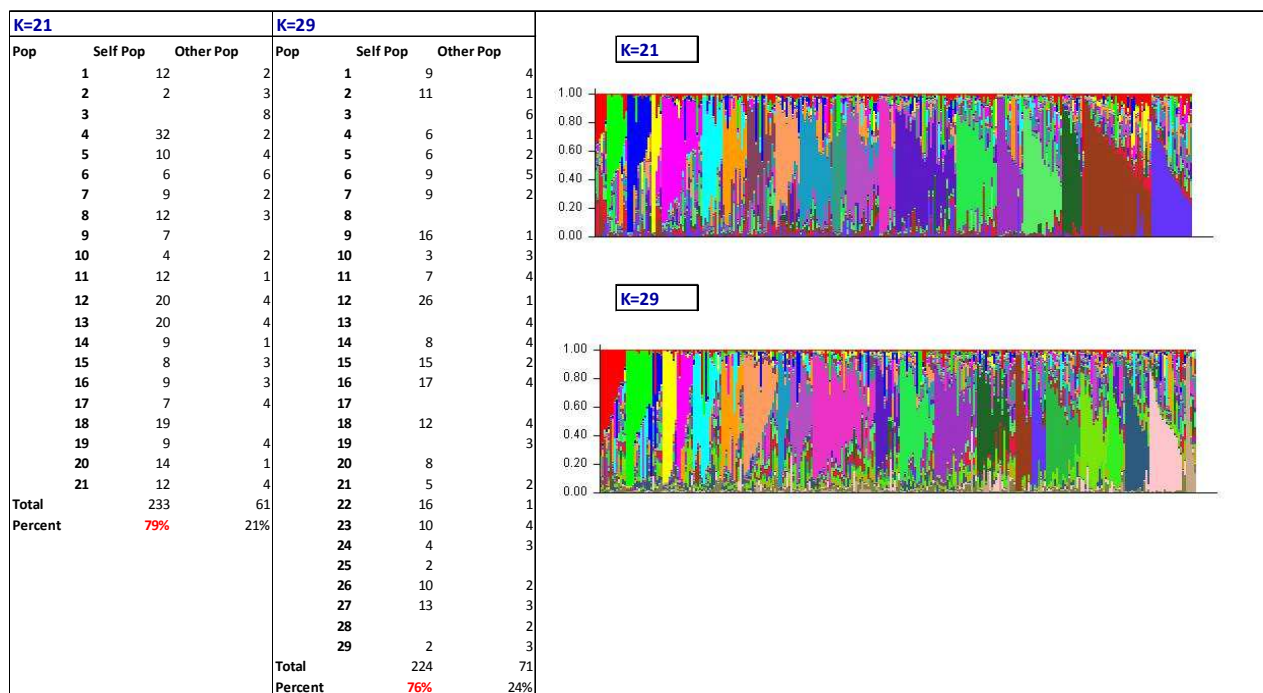 K=21 K=29
Pop Self Pop Other Pop Pop Self Pop Other Pop
1 12 2 1 9 4
2 2 3 2 11 1
3 8 3 6
4 32 2 4 6 1
5 10 4 5 6 2
6 6 6 6 9 5
7 9 2 7 9 2
8 12 3 8
9 7 9 16 1
10 4 2 10 3 3
11 12 1 11 7 4
12 20 4 12 26 1
13 20 4 13 4
14 9 1 14 8 4
15 8 3 15 15 2
16 9 3 16 17 4
17 7 4 17
18 19 18 12 4
19 9 4 19 3
20 14 1 20 8
21 12 4 21 5 2
Total 233 61 22 16 1
Percent 79% 21% 23 10 4
24 4 3
25 2
26 10 2
27 13 3
28 2
29 2 3
Total 224 71
Percent 76% 24%
K=21
1.00
0.80
0.60
0.40
0.20
0.00
K=29
1.00
0.80
0.60
0.40
0.20
0.00